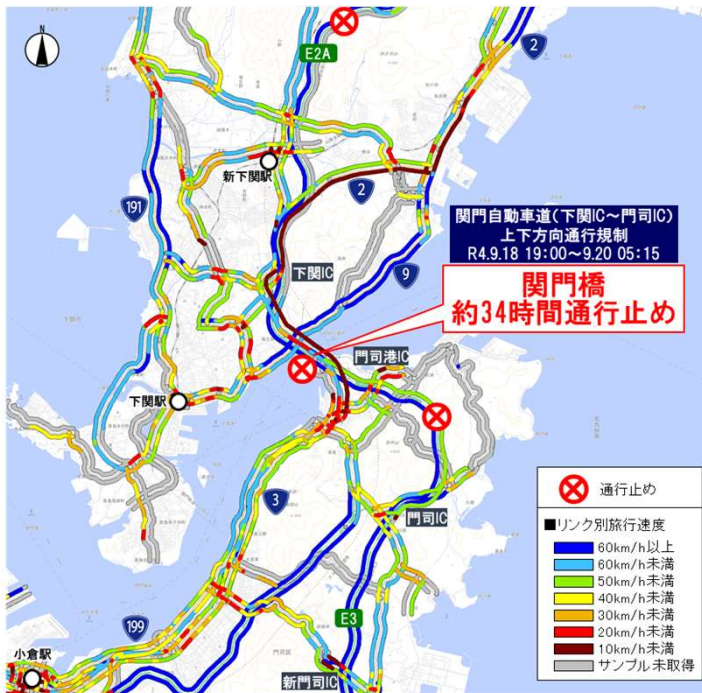 E2A
2
新下関駅
191
2
関門自動車道(下関IC~門司IC)
上下方向通行規制
R4.9.18 19:00~9.20 05:15
9
下関IC
関門橋
約34時間通行止め
門司港IC
下関駅
3
門司IC
通行止め
■リンク別旅行速度
60km/h以上
60km/h未満
50km/h未満
40km/h未満
30km/h未満
20km/h未満
10km/h未満
サンプル未取得
199
E3
小倉駅
門司区
新門司IC